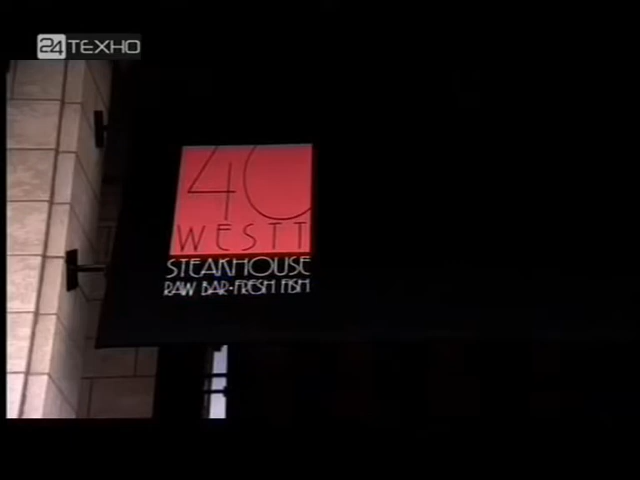 24 ТЕХНО
40
WESTT
STEAKHOUSE
RAW BAR·FRESH FISH